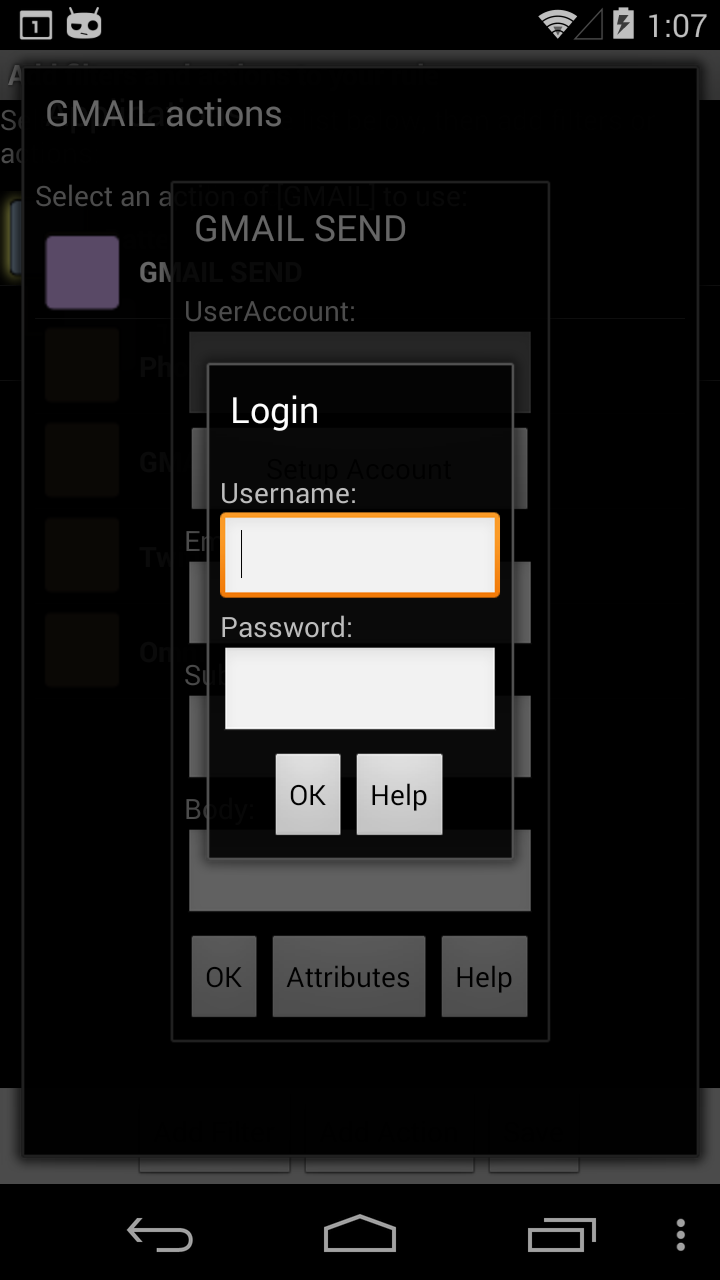 1 1:07
GMAIL actions
Select an action of [GMAIL] to use:
GMAIL SEND
GMAIL SEND
UserAccount:
Login
Setup Account
Username:
Password:
Body:
OK Help
OK Attributes Help